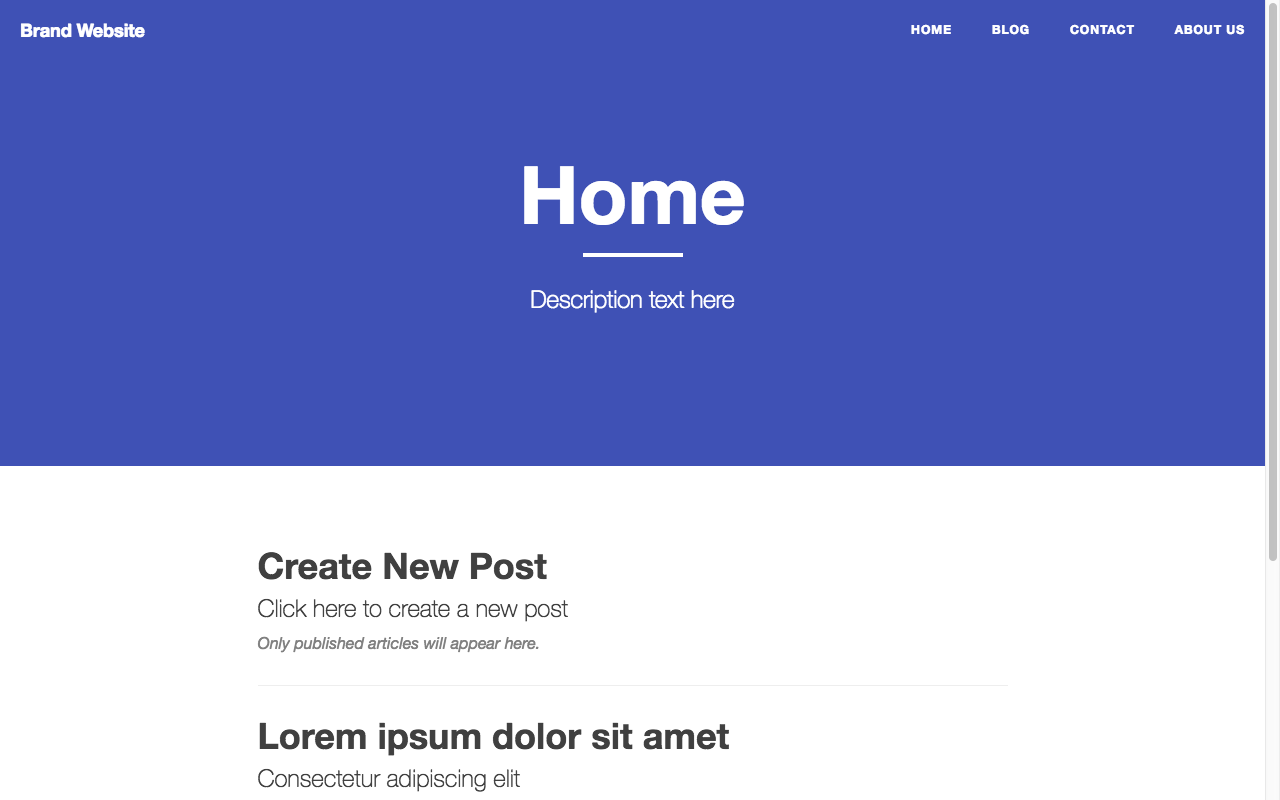 Brand Website
HOME BLOG CONTACT ABOUT US
Home
Description text here
Create New Post
Click here to create a new post
Only published articles will appear here.
Lorem ipsum dolor sit amet
Consectetur adipiscing elit